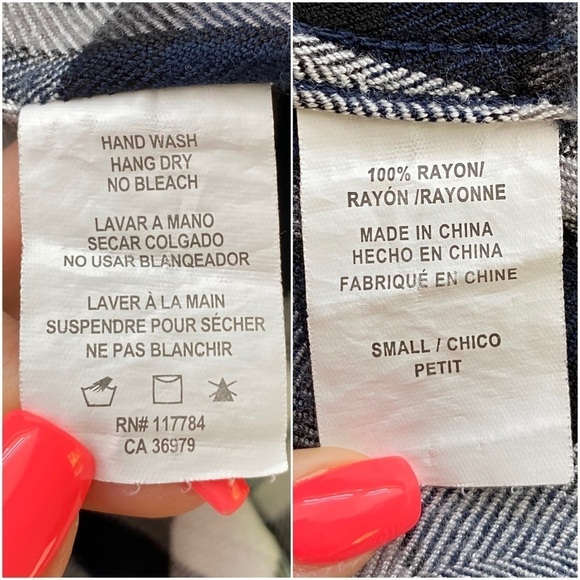 HAND WASH
HANG DRY
NO BLEACH
LAVAR A MANO
SECAR COLGADO
NO USAR BLANQEADOR
LAVER À LA MAIN
SUSPENDRE POUR SÉCHER
NE PAS BLANCHIR
RN# 117784
CA 36979
100% RAYON/
RAYÓN /RAYONNE
MADE IN CHINA
HECHO EN CHINA
FABRIQUÉ EN CHINE
SMALL / CHICO
PETIT